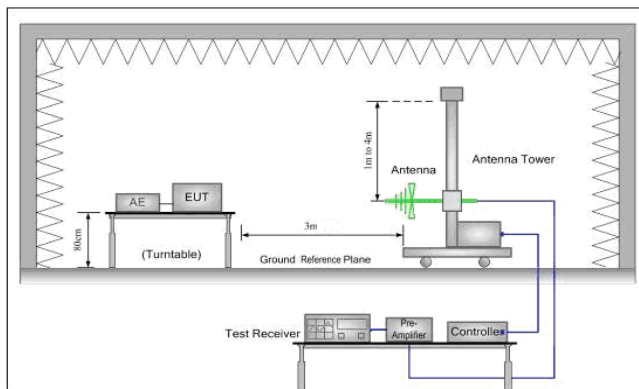 1m to 4m
Antenna
Antenna Tower
AE
EUT
80cm
(Turntable)
3m
Ground Reference Plane
Test Receiver
Pre-
Amplifier
Controller